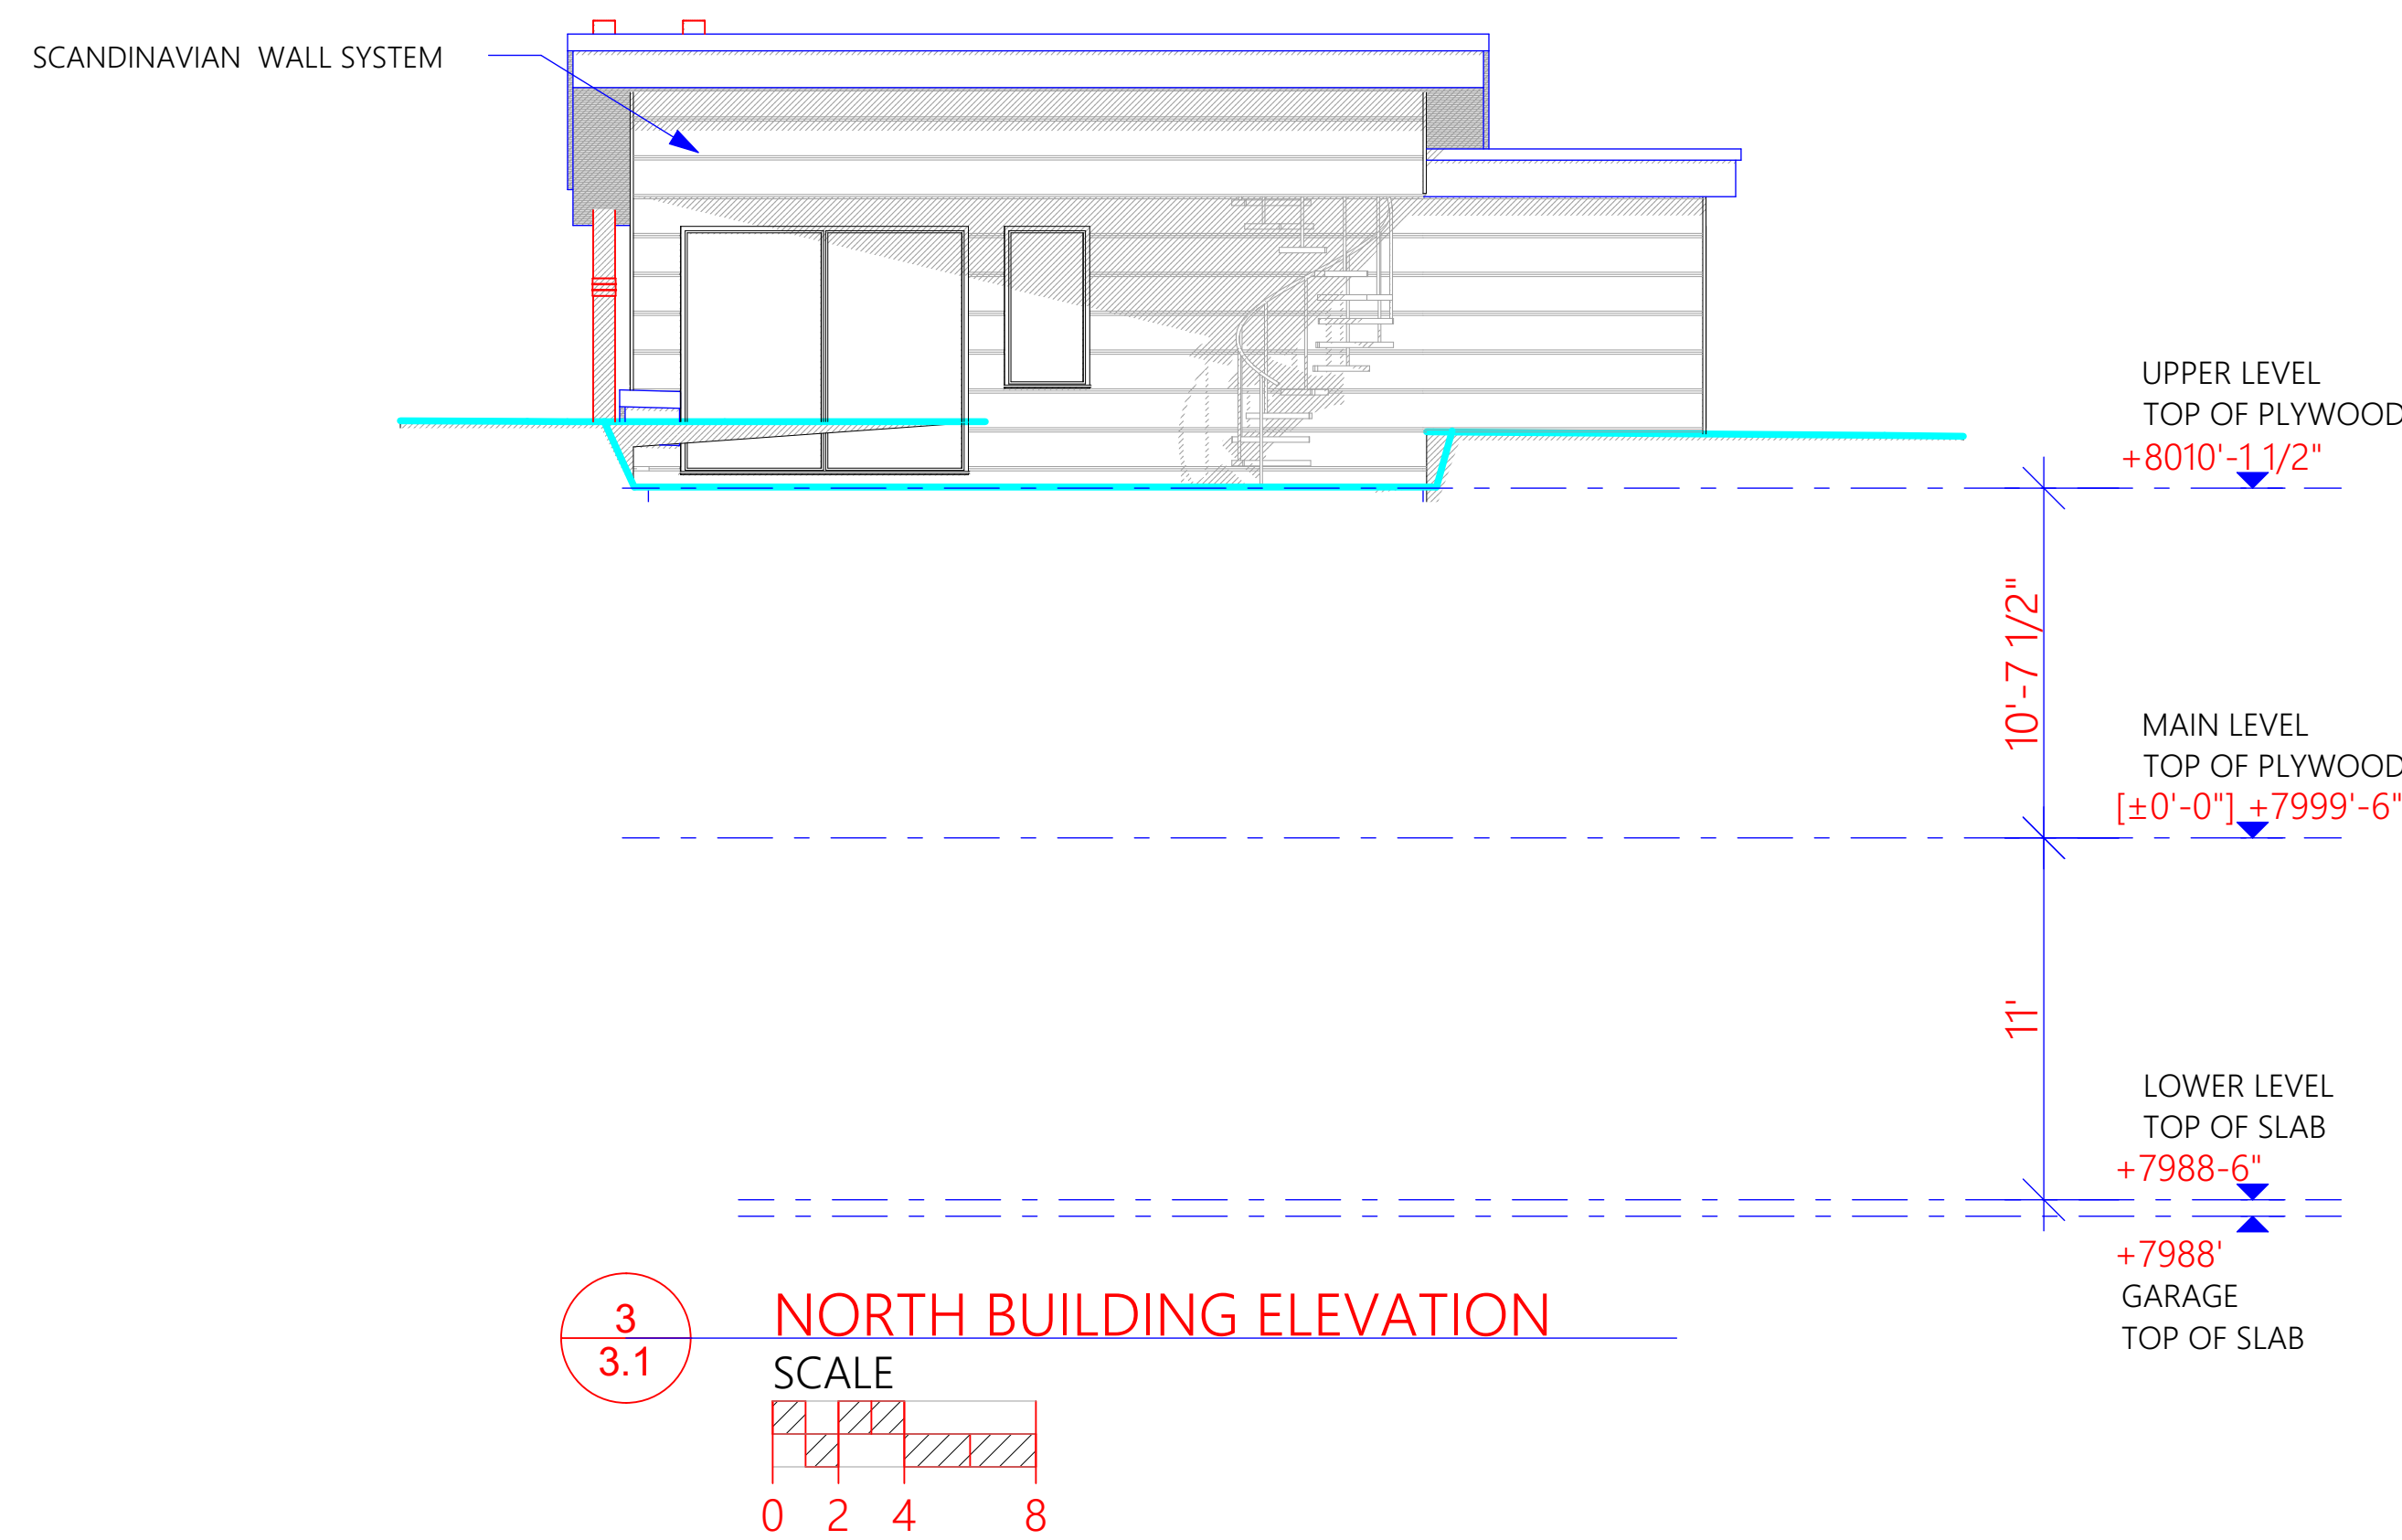 SCANDINAVIAN WALL SYSTEM
UPPER LEVEL
TOP OF PLYWOOD
+8010'-1 1/2"
10'-7 1/2"
MAIN LEVEL
TOP OF PLYWOOD
[±0'-0"] +7999'-6"
11'
LOWER LEVEL
TOP OF SLAB
+7988-6"
+7988'
GARAGE
TOP OF SLAB
3
3.1
NORTH BUILDING ELEVATION
SCALE
0 2 4 8